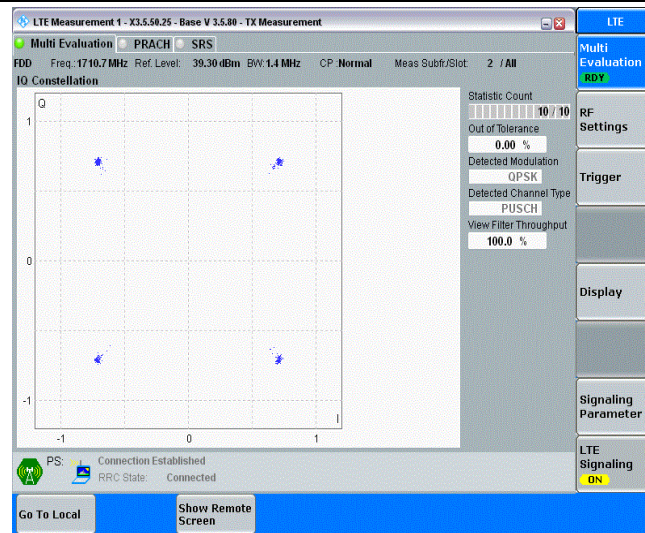 LTE Measurement 1 - X3.5.50.25 - Base V 3.5.80 - TX Measurement
LTE
Multi Evaluation PRACH SRS
Multi
Evaluation
RDY
FDD Freq.:1710.7 MHz Ref. Level: 39.30 dBm BW:1.4 MHz CP :Normal Meas Subfr/Slot: 2 / All
IQ Constellation
Q
1
0
-1
-1 0 1
I
Statistic Count
10 / 10
Out of Tolerance
0.00 %
Detected Modulation
QPSK
Detected Channel Type
PUSCH
View Filter Throughput
100.0 %
RF
Settings
Trigger
Display
Signaling
Parameter
LTE
Signaling
ON
PS: Connection Established
RRC State: Connected
Go To Local
Show Remote
Screen